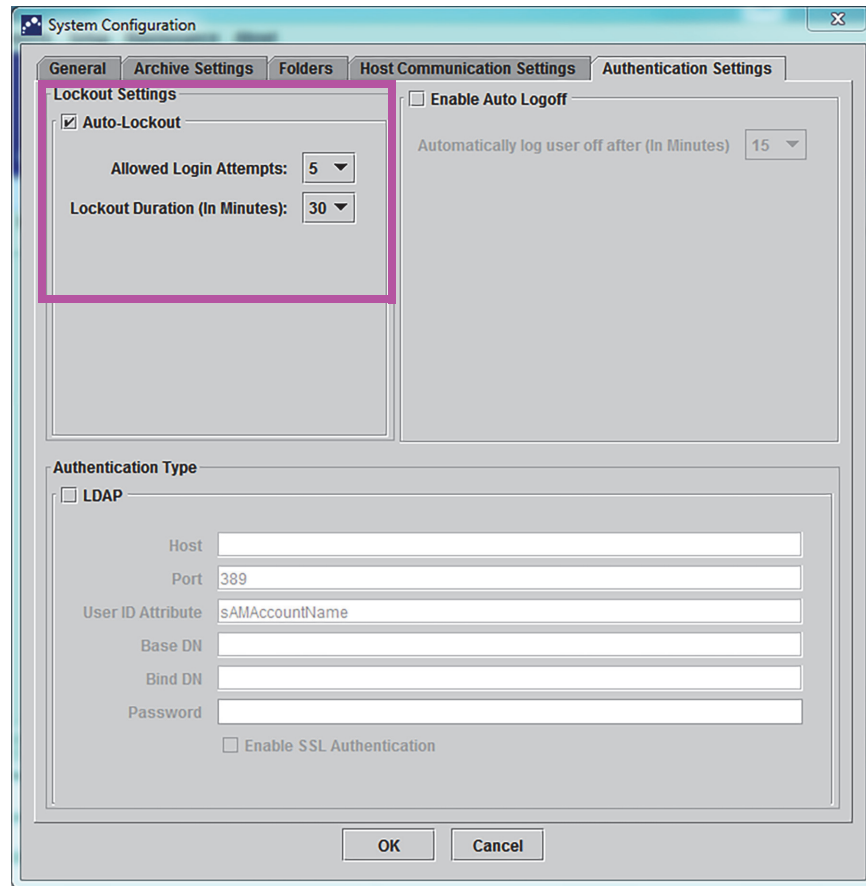 System Configuration
General
Archive Settings
Folders
Host Communication Settings
Authentication Settings
Lockout Settings
Auto-Lockout
Allowed Login Attempts: 5
Lockout Duration (In Minutes): 30
Enable Auto Logoff
Automatically log user off after (In Minutes) 15
Authentication Type
LDAP
Host
Port 389
User ID Attribute sAMAccountName
Base DN
Bind DN
Password
Enable SSL Authentication
OK
Cancel